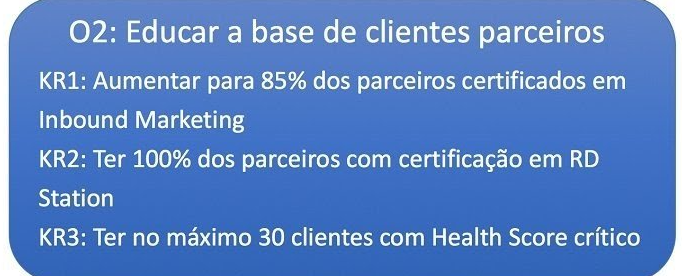 O2: Educar a base de clientes parceiros
KR1: Aumentar para 85% dos parceiros certificados em
Inbound Marketing
KR2: Ter 100% dos parceiros com certificação em RD
Station
KR3: Ter no máximo 30 clientes com Health Score crítico